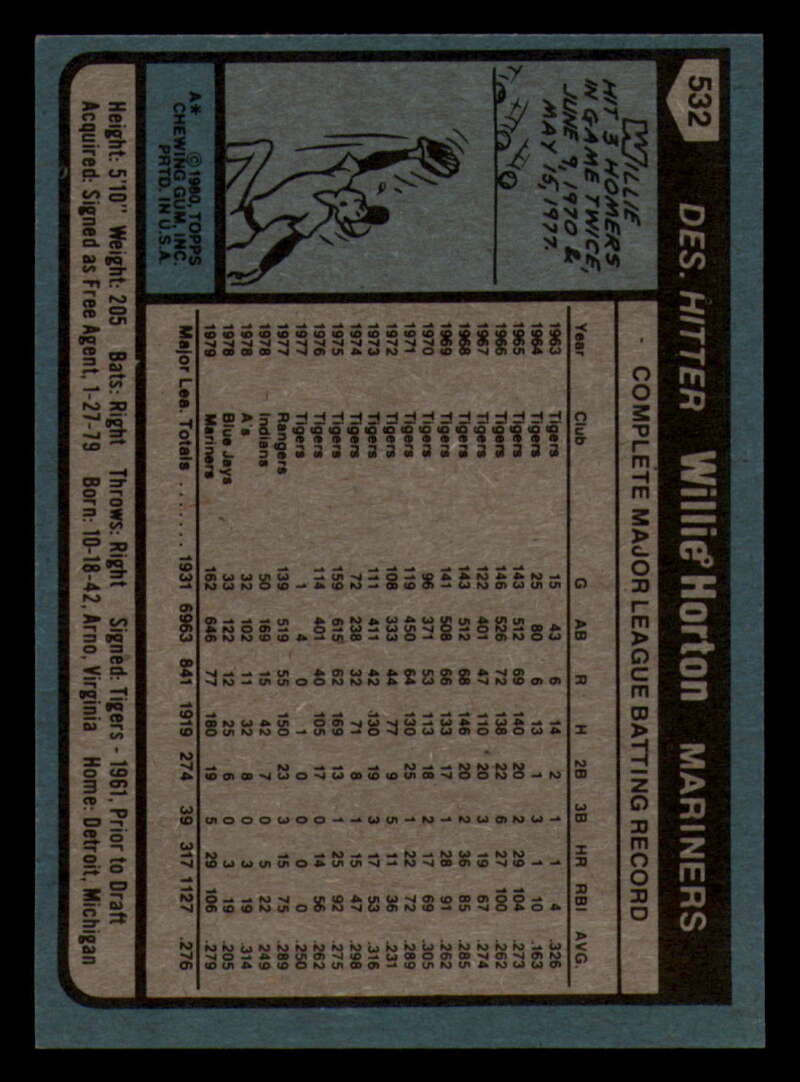 532 DES. HITTER Willie Horton MARINERS
WILLIE
HIT 3 HOMERS
IN GAME TWICE,
JUNE 9, 1970 &
MAY 15, 1977.
A* © 1980, TOPPS
CHEWING GUM, INC.
PRTD. IN U.S.A.
COMPLETE MAJOR LEAGUE BATTING RECORD
Year Club G AB R H 2B 3B HR RBI AVG.
1963 Tigers 15 43 6 14 2 1 1 4 .326
1964 Tigers 25 80 6 13 1 3 1 10 .163
1965 Tigers 143 512 69 140 20 2 29 104 .273
1966 Tigers 146 526 72 138 22 6 27 100 .262
1967 Tigers 122 401 47 110 20 3 19 67 .274
1968 Tigers 143 512 68 146 20 2 36 85 .285
1969 Tigers 141 508 66 133 17 1 28 91 .262
1970 Tigers 96 371 53 113 18 2 17 69 .305
1971 Tigers 119 450 64 130 25 1 22 72 .289
1972 Tigers 108 333 44 77 9 5 11 36 .231
1973 Tigers 111 411 42 130 19 3 17 53 .316
1974 Tigers 72 238 32 71 8 1 15 47 .298
1975 Tigers 159 615 62 169 13 1 25 92 .275
1976 Tigers 114 401 40 105 17 0 14 56 .262
1977 Tigers 1 4 0 1 0 0 0 0 .250
1977 Rangers 139 519 55 150 23 3 15 75 .289
1978 Indians 50 169 15 42 7 0 5 22 .249
1978 A's 32 102 11 32 8 0 3 19 .314
1978 Blue Jays 33 122 12 25 6 0 3 19 .205
1979 Mariners 162 646 77 180 19 5 29 106 .279
Major Lea. Totals ....... 1931 6963 841 1919 274 39 317 1127 .276
Height: 5'10" Weight: 205 Bats: Right Throws: Right Signed: Tigers - 1961, Prior to Draft
Acquired: Signed as Free Agent, 1-27-79 Born: 10-18-42, Arno, Virginia Home: Detroit, Michigan